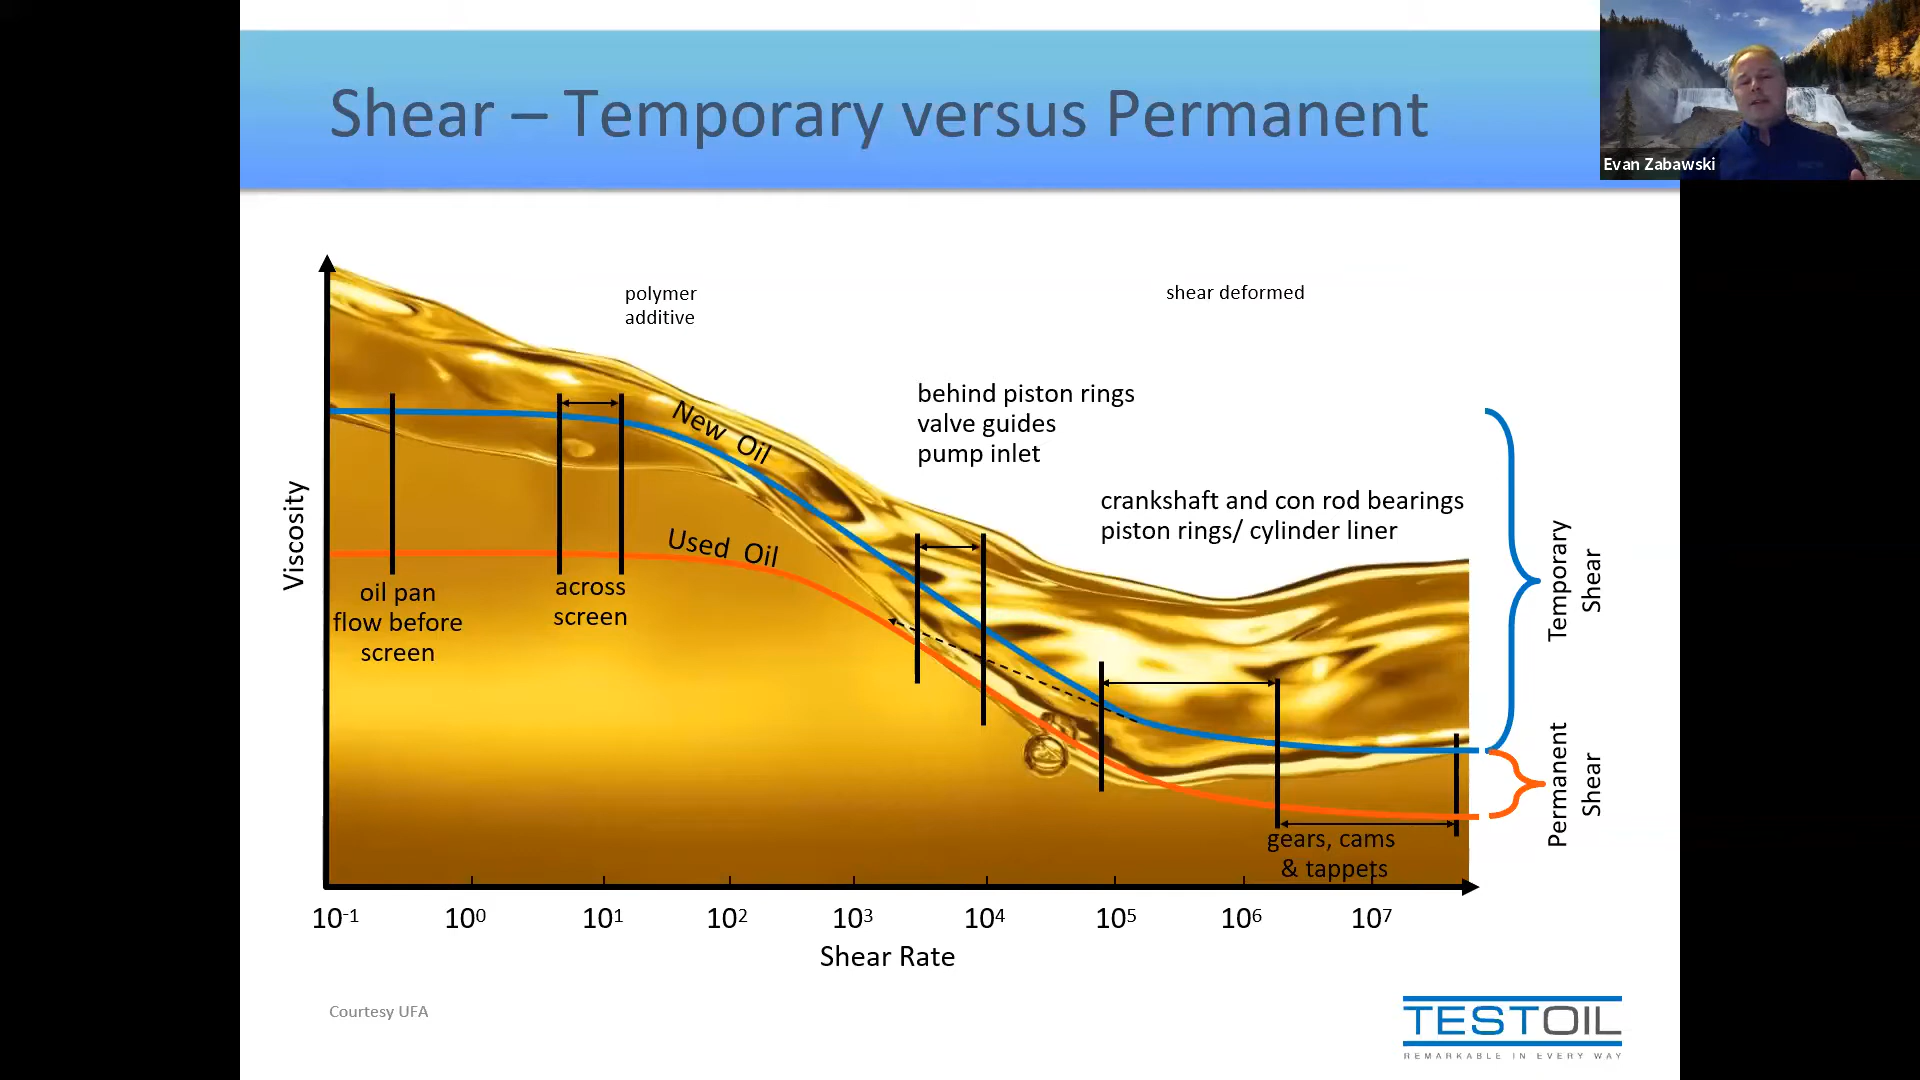 Shear – Temporary versus Permanent
Evan Zabawski
polymer
additive
shear deformed
behind piston rings
valve guides
pump inlet
crankshaft and con rod bearings
piston rings/ cylinder liner
New Oil
Used Oil
oil pan
flow before
screen
across
screen
gears, cams
& tappets
Viscosity
Temporary
Shear
Permanent
Shear
10⁻¹ 10⁰ 10¹ 10² 10³ 10⁴ 10⁵ 10⁶ 10⁷
Shear Rate
Courtesy UFA
TESTOIL
REMARKABLE IN EVERY WAY